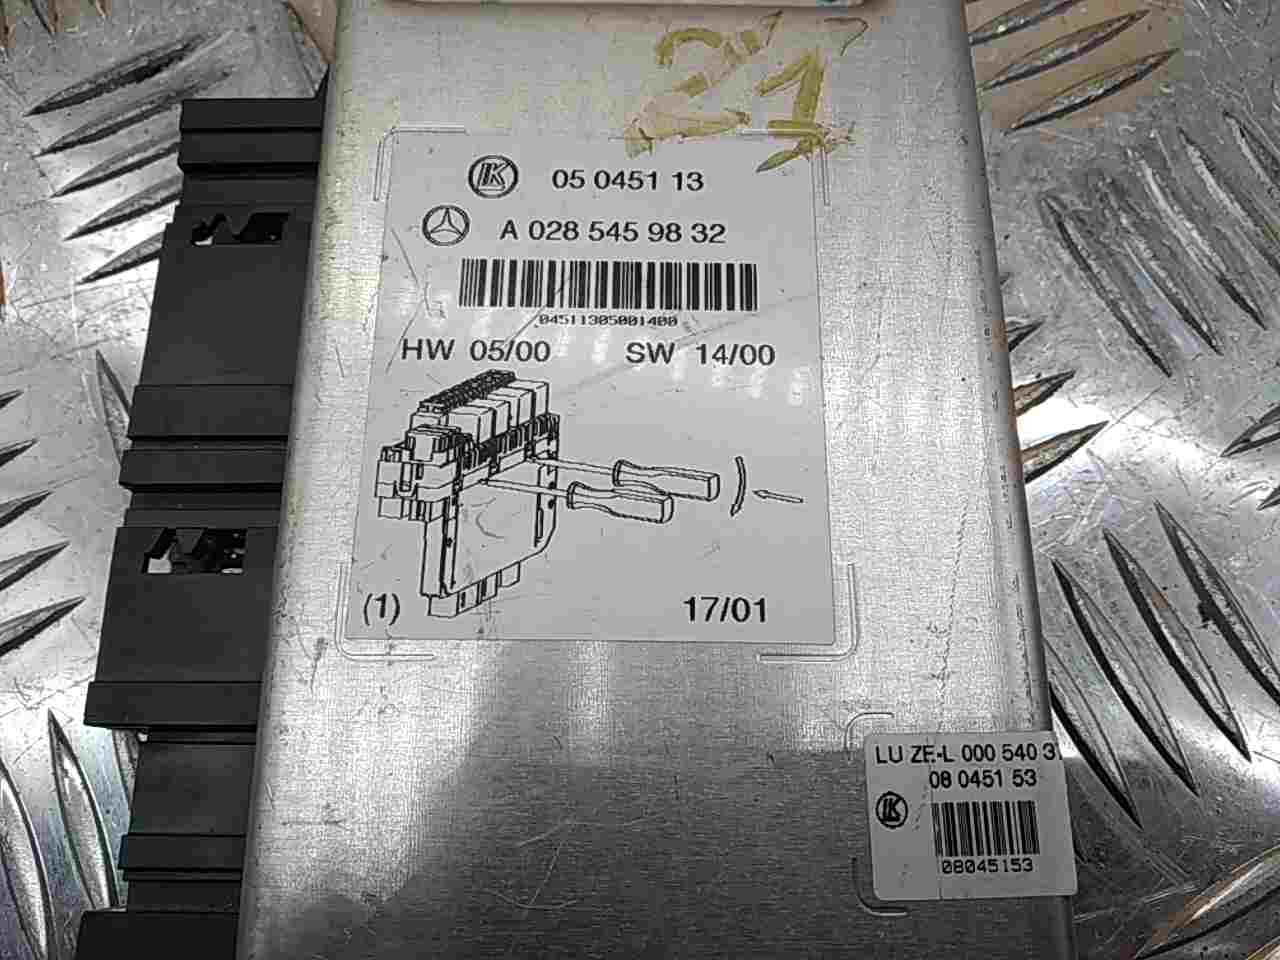 21
K
05 0451 13
A 028 545 98 32
04511305001400
HW 05/00 SW 14/00
(1) 17/01
LU ZE-L 000 540 3
08 0451 53
K
08045153